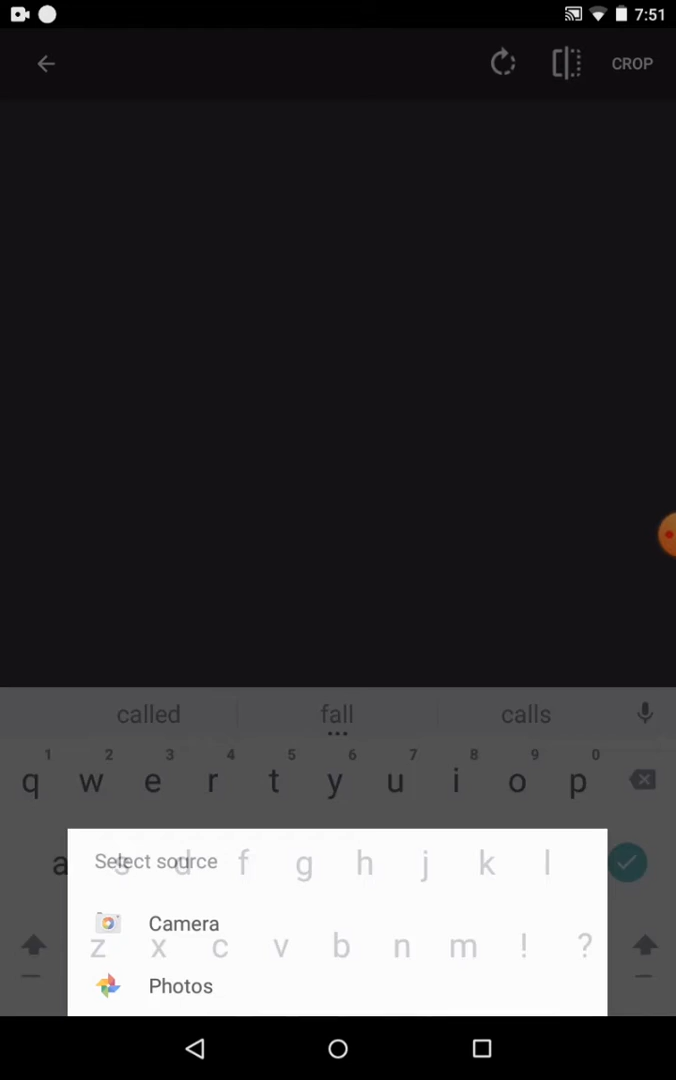 7:51
CROP
called fall calls
1 2 3 4 5 6 7 8 9 0
q w e r t y u i o p
Select source
a s d f g h j k l
Camera
z x c v b n m ! ?
Photos